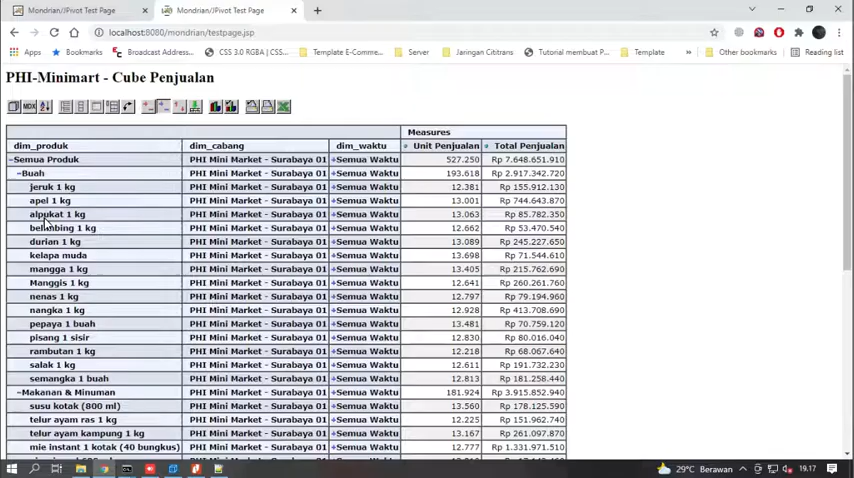 Mondrian/JPivot Test Page
Mondrian/JPivot Test Page
localhost:8080/mondrian/testpage.jsp
Apps
Bookmarks
Broadcast Address...
CSS 3.0 RGBA | CSS...
Template E-Comme...
Server
Jaringan Cititrans
Tutorial membuat P...
Template
»
Other bookmarks
Reading list
PHI-Minimart - Cube Penjualan
MDX
Measures
dim_produk dim_cabang dim_waktu Unit Penjualan Total Penjualan
-Semua Produk PHI Mini Market - Surabaya 01 +Semua Waktu 527.250 Rp 7.648.651.910
-Buah PHI Mini Market - Surabaya 01 +Semua Waktu 193.618 Rp 2.917.342.720
jeruk 1 kg PHI Mini Market - Surabaya 01 +Semua Waktu 12.381 Rp 155.912.130
apel 1 kg PHI Mini Market - Surabaya 01 +Semua Waktu 13.001 Rp 744.643.870
alpukat 1 kg PHI Mini Market - Surabaya 01 +Semua Waktu 13.063 Rp 85.782.350
belimbing 1 kg PHI Mini Market - Surabaya 01 +Semua Waktu 12.662 Rp 53.470.540
durian 1 kg PHI Mini Market - Surabaya 01 +Semua Waktu 13.089 Rp 245.227.650
kelapa muda PHI Mini Market - Surabaya 01 +Semua Waktu 13.698 Rp 71.544.610
mangga 1 kg PHI Mini Market - Surabaya 01 +Semua Waktu 13.405 Rp 215.762.690
Manggis 1 kg PHI Mini Market - Surabaya 01 +Semua Waktu 12.641 Rp 260.261.760
nenas 1 kg PHI Mini Market - Surabaya 01 +Semua Waktu 12.797 Rp 79.194.960
nangka 1 kg PHI Mini Market - Surabaya 01 +Semua Waktu 12.928 Rp 413.708.690
pepaya 1 buah PHI Mini Market - Surabaya 01 +Semua Waktu 13.481 Rp 70.759.120
pisang 1 sisir PHI Mini Market - Surabaya 01 +Semua Waktu 12.830 Rp 80.016.040
rambutan 1 kg PHI Mini Market - Surabaya 01 +Semua Waktu 12.218 Rp 68.067.640
salak 1 kg PHI Mini Market - Surabaya 01 +Semua Waktu 12.611 Rp 191.732.230
semangka 1 buah PHI Mini Market - Surabaya 01 +Semua Waktu 12.813 Rp 181.258.440
-Makanan & Minuman PHI Mini Market - Surabaya 01 +Semua Waktu 181.924 Rp 3.915.852.940
susu kotak (800 ml) PHI Mini Market - Surabaya 01 +Semua Waktu 13.560 Rp 178.125.590
telur ayam ras 1 kg PHI Mini Market - Surabaya 01 +Semua Waktu 12.225 Rp 151.962.740
telur ayam kampung 1 kg PHI Mini Market - Surabaya 01 +Semua Waktu 13.167 Rp 261.097.870
mie instant 1 kotak (40 bungkus) PHI Mini Market - Surabaya 01 +Semua Waktu 12.777 Rp 1.331.971.510
29°C Berawan 19.17